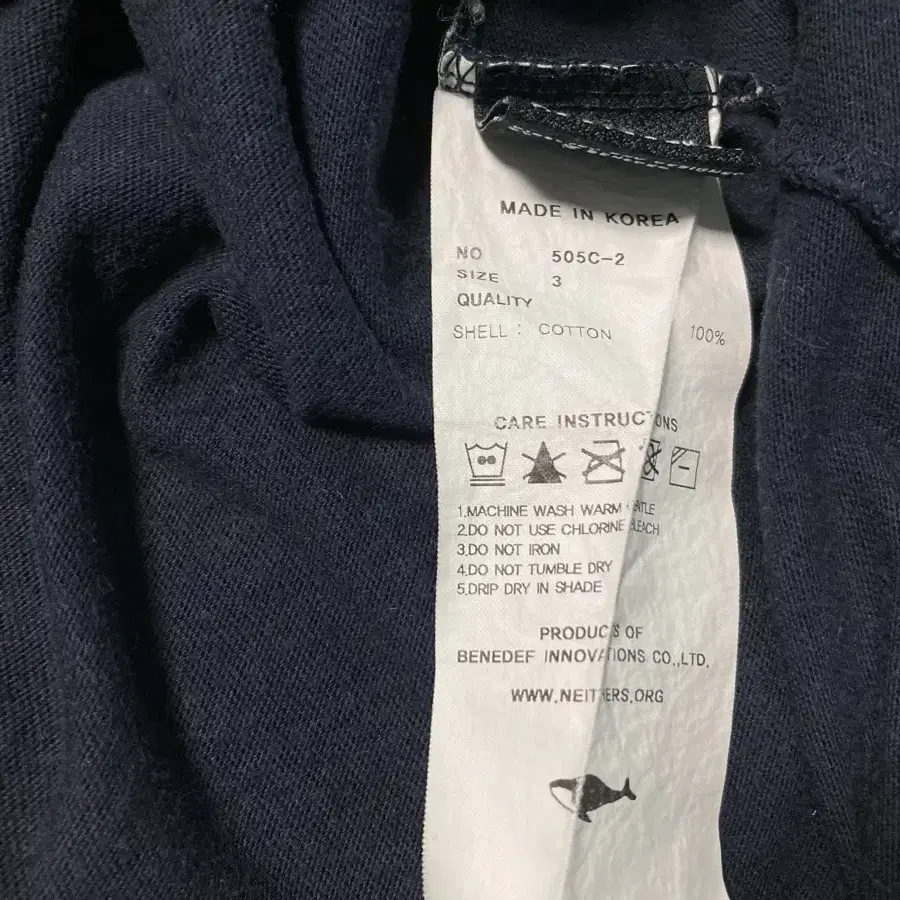 MADE IN KOREA
NO 505C-2
SIZE 3
QUALITY
SHELL : COTTON 100%
CARE INSTRUCTIONS
1.MACHINE WASH WARM
2.DO NOT USE CHLORINE BLEACH
3.DO NOT IRON
4.DO NOT TUMBLE DRY
5.DRIP DRY IN SHADE
PRODUCTS OF
BENEDEF INNOVATIONS CO.,LTD.
WWW.NEITHERS.ORG